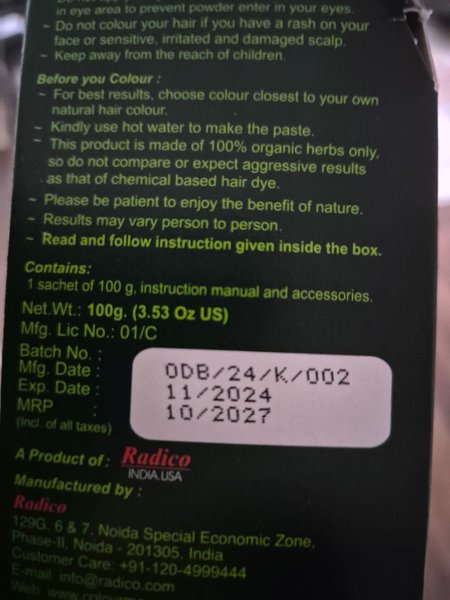 in eye area to prevent powder enter in your eyes.
~ Do not colour your hair if you have a rash on your
face or sensitive, irritated and damaged scalp.
~ Keep away from the reach of children.
Before you Colour :
~ For best results, choose colour closest to your own
natural hair colour.
~ Kindly use hot water to make the paste.
~ This product is made of 100% organic herbs only,
so do not compare or expect aggressive results
as that of chemical based hair dye.
~ Please be patient to enjoy the benefit of nature.
~ Results may vary person to person.
~ Read and follow instruction given inside the box.
Contains:
1 sachet of 100 g, instruction manual and accessories.
Net.Wt.: 100g. (3.53 Oz US)
Mfg. Lic No.: 01/C
Batch No. : ODB/24/K/002
Mfg. Date : 11/2024
Exp. Date : 10/2027
MRP :
(Incl. of all taxes)
A Product of : Radico
INDIA.USA
Manufactured by :
Radico
129G, 6 & 7, Noida Special Economic Zone,
Phase-II, Noida - 201305, India
Customer Care: +91-120-4999444
E-mail: info@radico.com
Web: www.